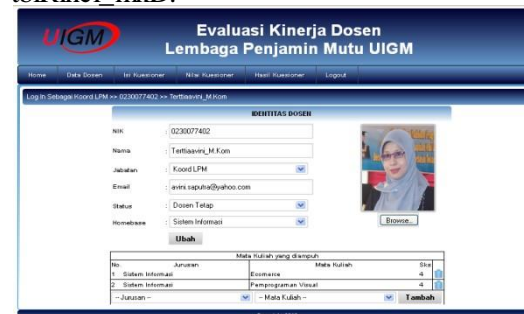 UIGM
Evaluasi Kinerja Dosen
Lembaga Penjamin Mutu UIGM
Home Data Dosen Isi Kuesioner Nilai Kuesioner Hasil Kuesioner Logout
Log In Sebagai Koord LPM >> 0230077402 >> Tertiaavini_M.Kom
IDENTITAS DOSEN
NIK : 0230077402
Nama : Tertiaavini_M.Kom
Jabatan : Koord LPM
Email : avini.saputra@yahoo.com
Status : Dosen Tetap
Homebase : Sistem Informasi
Browse...
Ubah
Mata Kuliah yang diampuh
No. Jurusan Mata Kuliah Sks
1 Sistem Informasi Ecomerce 4
2 Sistem Informasi Pemprograman Visual 4
-- Jurusan -- -- Mata Kuliah -- Tambah